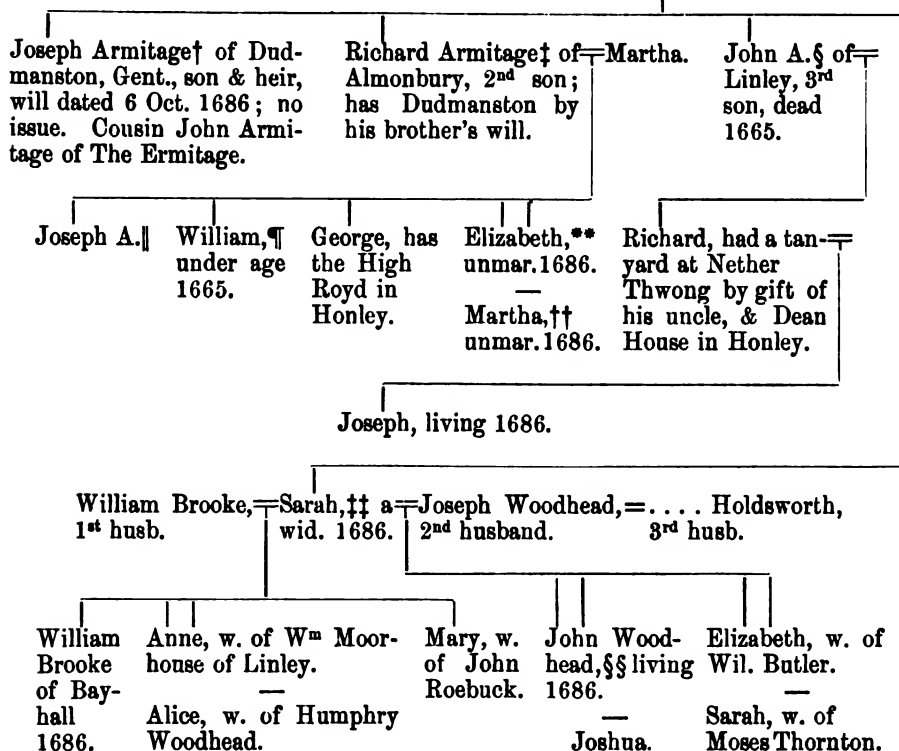 Joseph Armitage† of Dud-
manston, Gent., son & heir,
will dated 6 Oct. 1686; no
issue. Cousin John Armi-
tage of The Ermitage.
Richard Armitage‡ of=Martha.
Almonbury, 2nd son;
has Dudmanston by
his brother's will.
John A.§ of=
Linley, 3rd
son, dead
1665.
Joseph A.‖
William,¶
under age
1665.
George, has
the High
Royd in
Honley.
Elizabeth,**
unmar. 1686.
—
Martha,††
unmar. 1686.
Richard, had a tan-=
yard at Nether
Thwong by gift of
his uncle, & Dean
House in Honley.
Joseph, living 1686.
William Brooke,=Sarah,‡‡ a=Joseph Woodhead,=.... Holdsworth,
1st husb. wid. 1686. 2nd husband. 3rd husb.
William
Brooke
of Bay-
hall
1686.
Anne, w. of Wm Moor-
house of Linley.
—
Alice, w. of Humphry
Woodhead.
Mary, w.
of John
Roebuck.
John Wood-
head,§§ living
1686.
—
Joshua.
Elizabeth, w. of
Wil. Butler.
—
Sarah, w. of
Moses Thornton.